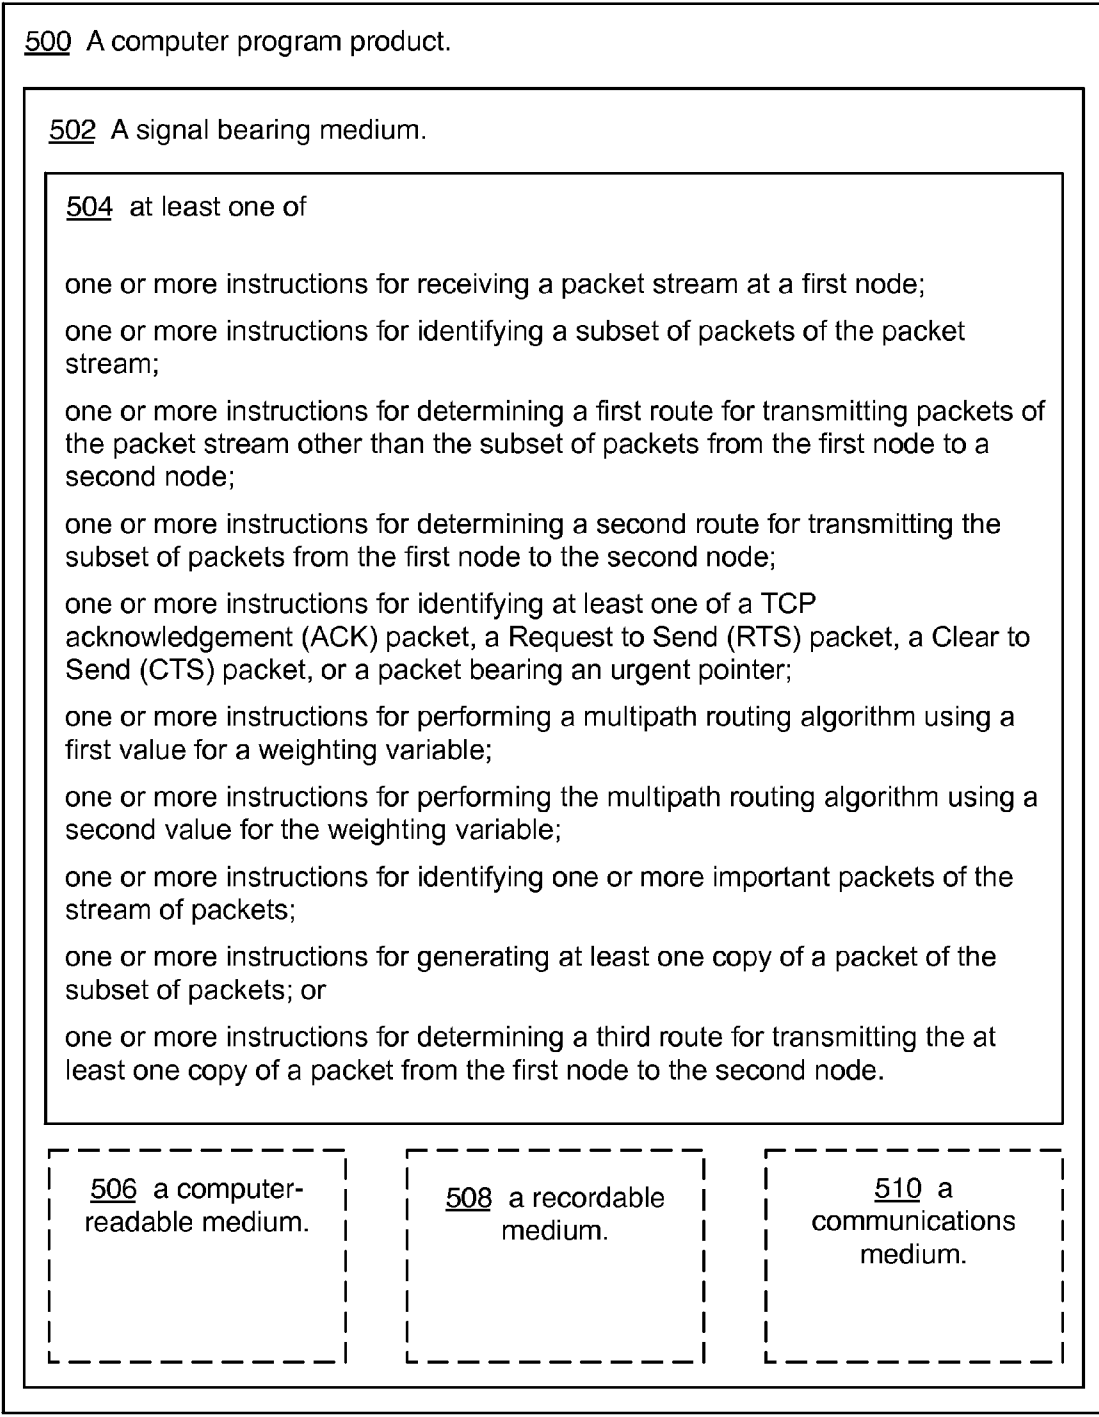 500 A computer program product.
502 A signal bearing medium.
504 at least one of
one or more instructions for receiving a packet stream at a first node;
one or more instructions for identifying a subset of packets of the packet
stream;
one or more instructions for determining a first route for transmitting packets of
the packet stream other than the subset of packets from the first node to a
second node;
one or more instructions for determining a second route for transmitting the
subset of packets from the first node to the second node;
one or more instructions for identifying at least one of a TCP
acknowledgement (ACK) packet, a Request to Send (RTS) packet, a Clear to
Send (CTS) packet, or a packet bearing an urgent pointer;
one or more instructions for performing a multipath routing algorithm using a
first value for a weighting variable;
one or more instructions for performing the multipath routing algorithm using a
second value for the weighting variable;
one or more instructions for identifying one or more important packets of the
stream of packets;
one or more instructions for generating at least one copy of a packet of the
subset of packets; or
one or more instructions for determining a third route for transmitting the at
least one copy of a packet from the first node to the second node.
506 a computer-
readable medium.
508 a recordable
medium.
510 a
communications
medium.